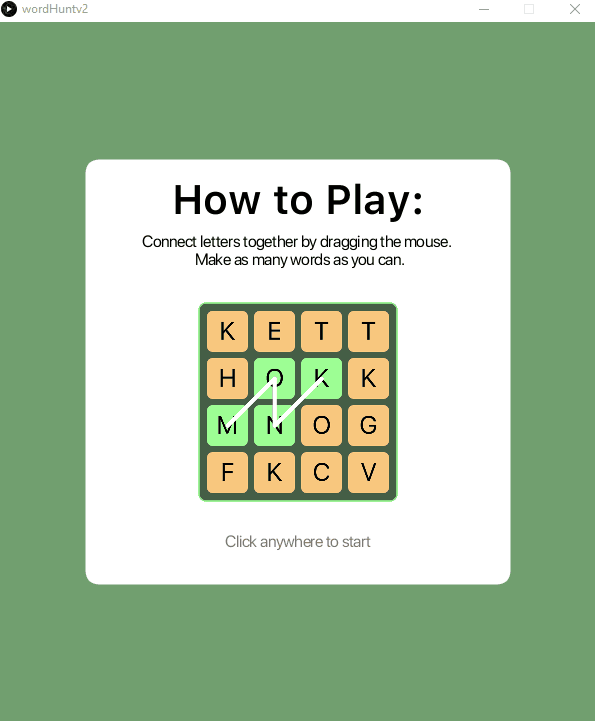 wordHuntv2
How to Play:
Connect letters together by dragging the mouse.
Make as many words as you can.
K E T T
H O K K
M N O G
F K C V
Click anywhere to start